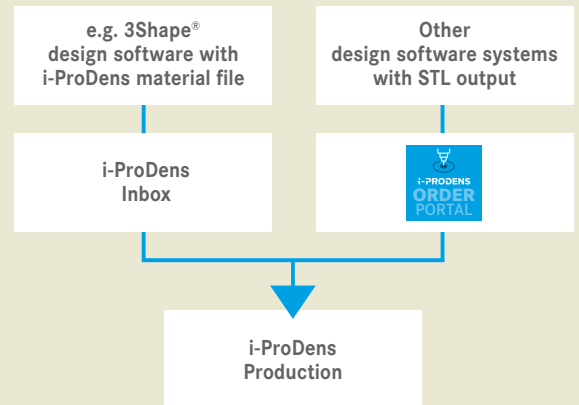 e.g. 3Shape®
design software with
i-ProDens material file
Other
design software systems
with STL output
i-ProDens
Inbox
i-PRODENS
ORDER
PORTAL
i-ProDens
Production